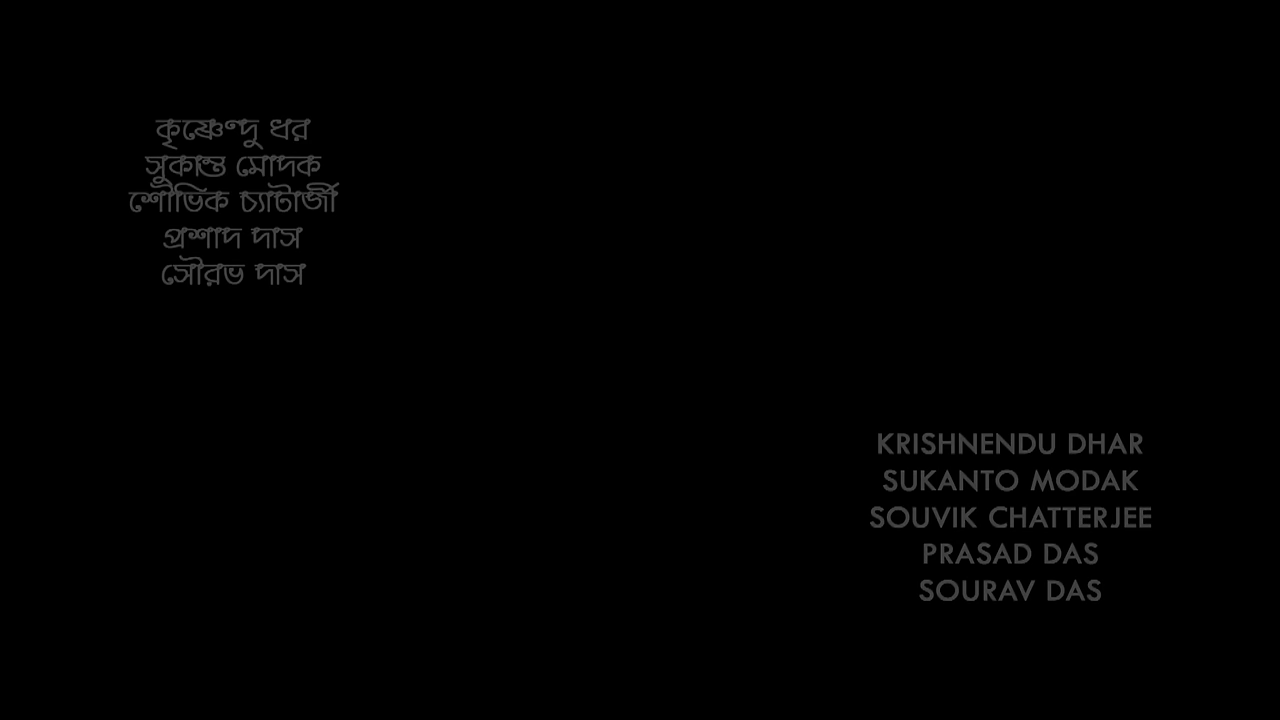 কৃষ্ণেন্দু ধর
সুকান্ত মোদক
শৌভিক চ্যাটার্জী
প্রশাদ দাস
সৌরভ দাস
KRISHNENDU DHAR
SUKANTO MODAK
SOUVIK CHATTERJEE
PRASAD DAS
SOURAV DAS